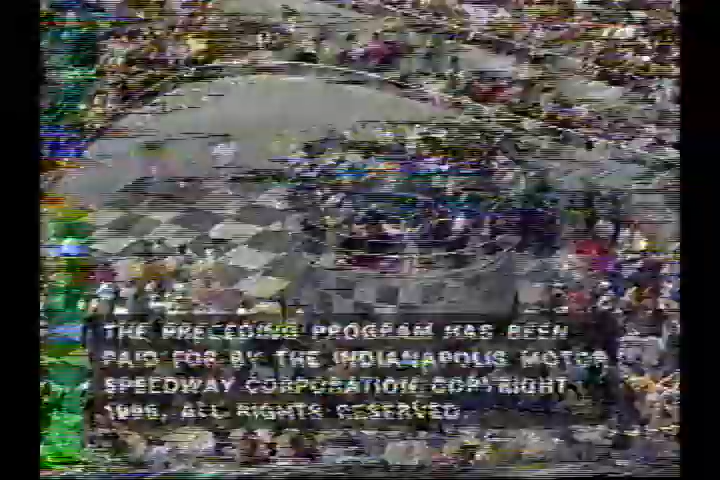 THE PRECEDING PROGRAM HAS BEEN
PAID FOR BY THE INDIANAPOLIS MOTOR
SPEEDWAY CORPORATION COPYRIGHT
ALL RIGHTS RESERVED.